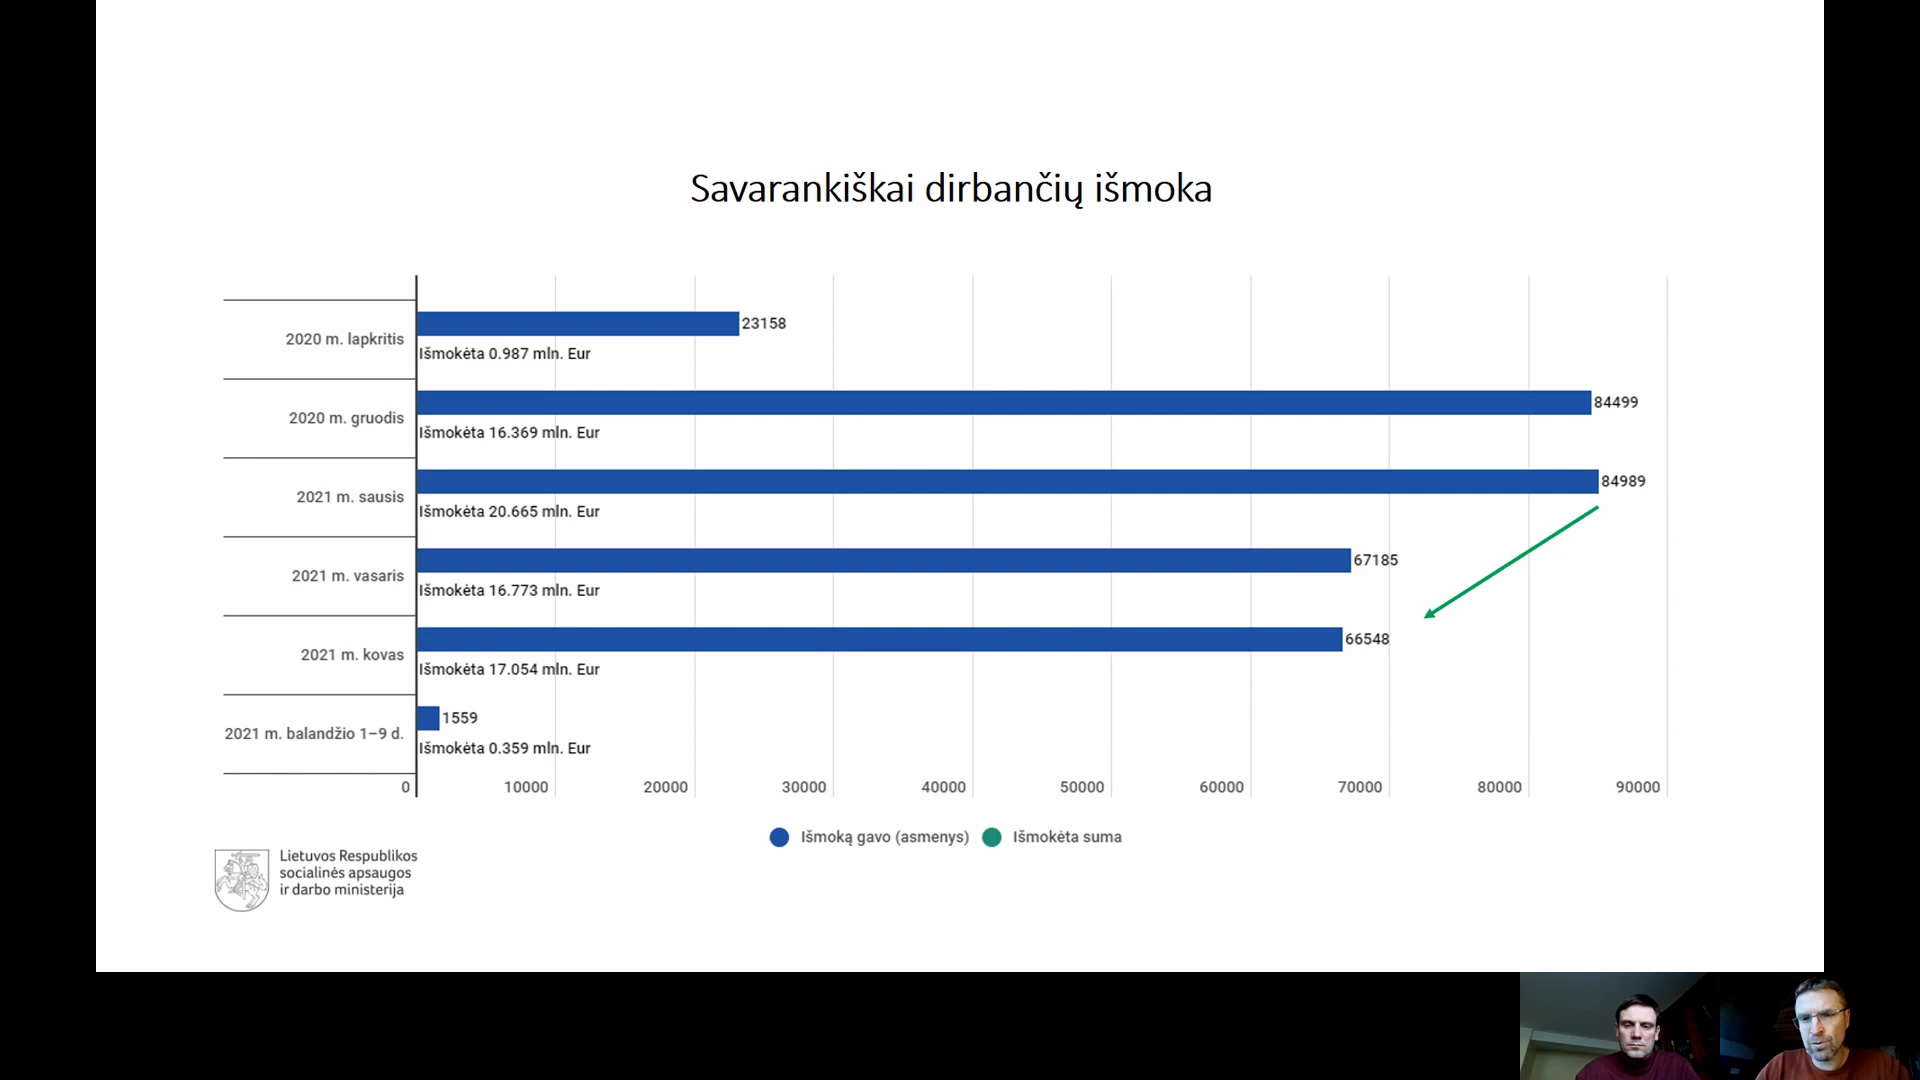 Savarankiškai dirbančių išmoka
2020 m. lapkritis
23158
Išmokėta 0.987 mln. Eur
2020 m. gruodis
84499
Išmokėta 16.369 mln. Eur
2021 m. sausis
84989
Išmokėta 20.665 mln. Eur
2021 m. vasaris
67185
Išmokėta 16.773 mln. Eur
2021 m. kovas
66548
Išmokėta 17.054 mln. Eur
2021 m. balandžio 1–9 d.
1559
Išmokėta 0.359 mln. Eur
0 10000 20000 30000 40000 50000 60000 70000 80000 90000
Išmoką gavo (asmenys) Išmokėta suma
Lietuvos Respublikos
socialinės apsaugos
ir darbo ministerija